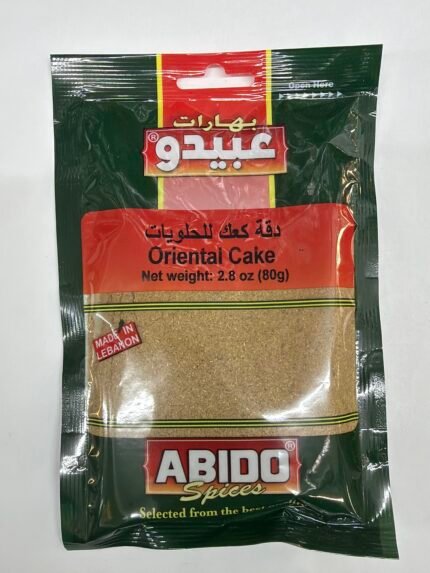 Open Here
بهارات
عبيدو®
دقة كعك للحلويات
Oriental Cake
Net weight: 2.8 oz (80g)
MADE IN
LEBANON
ABIDO®
Spices
Selected from the best